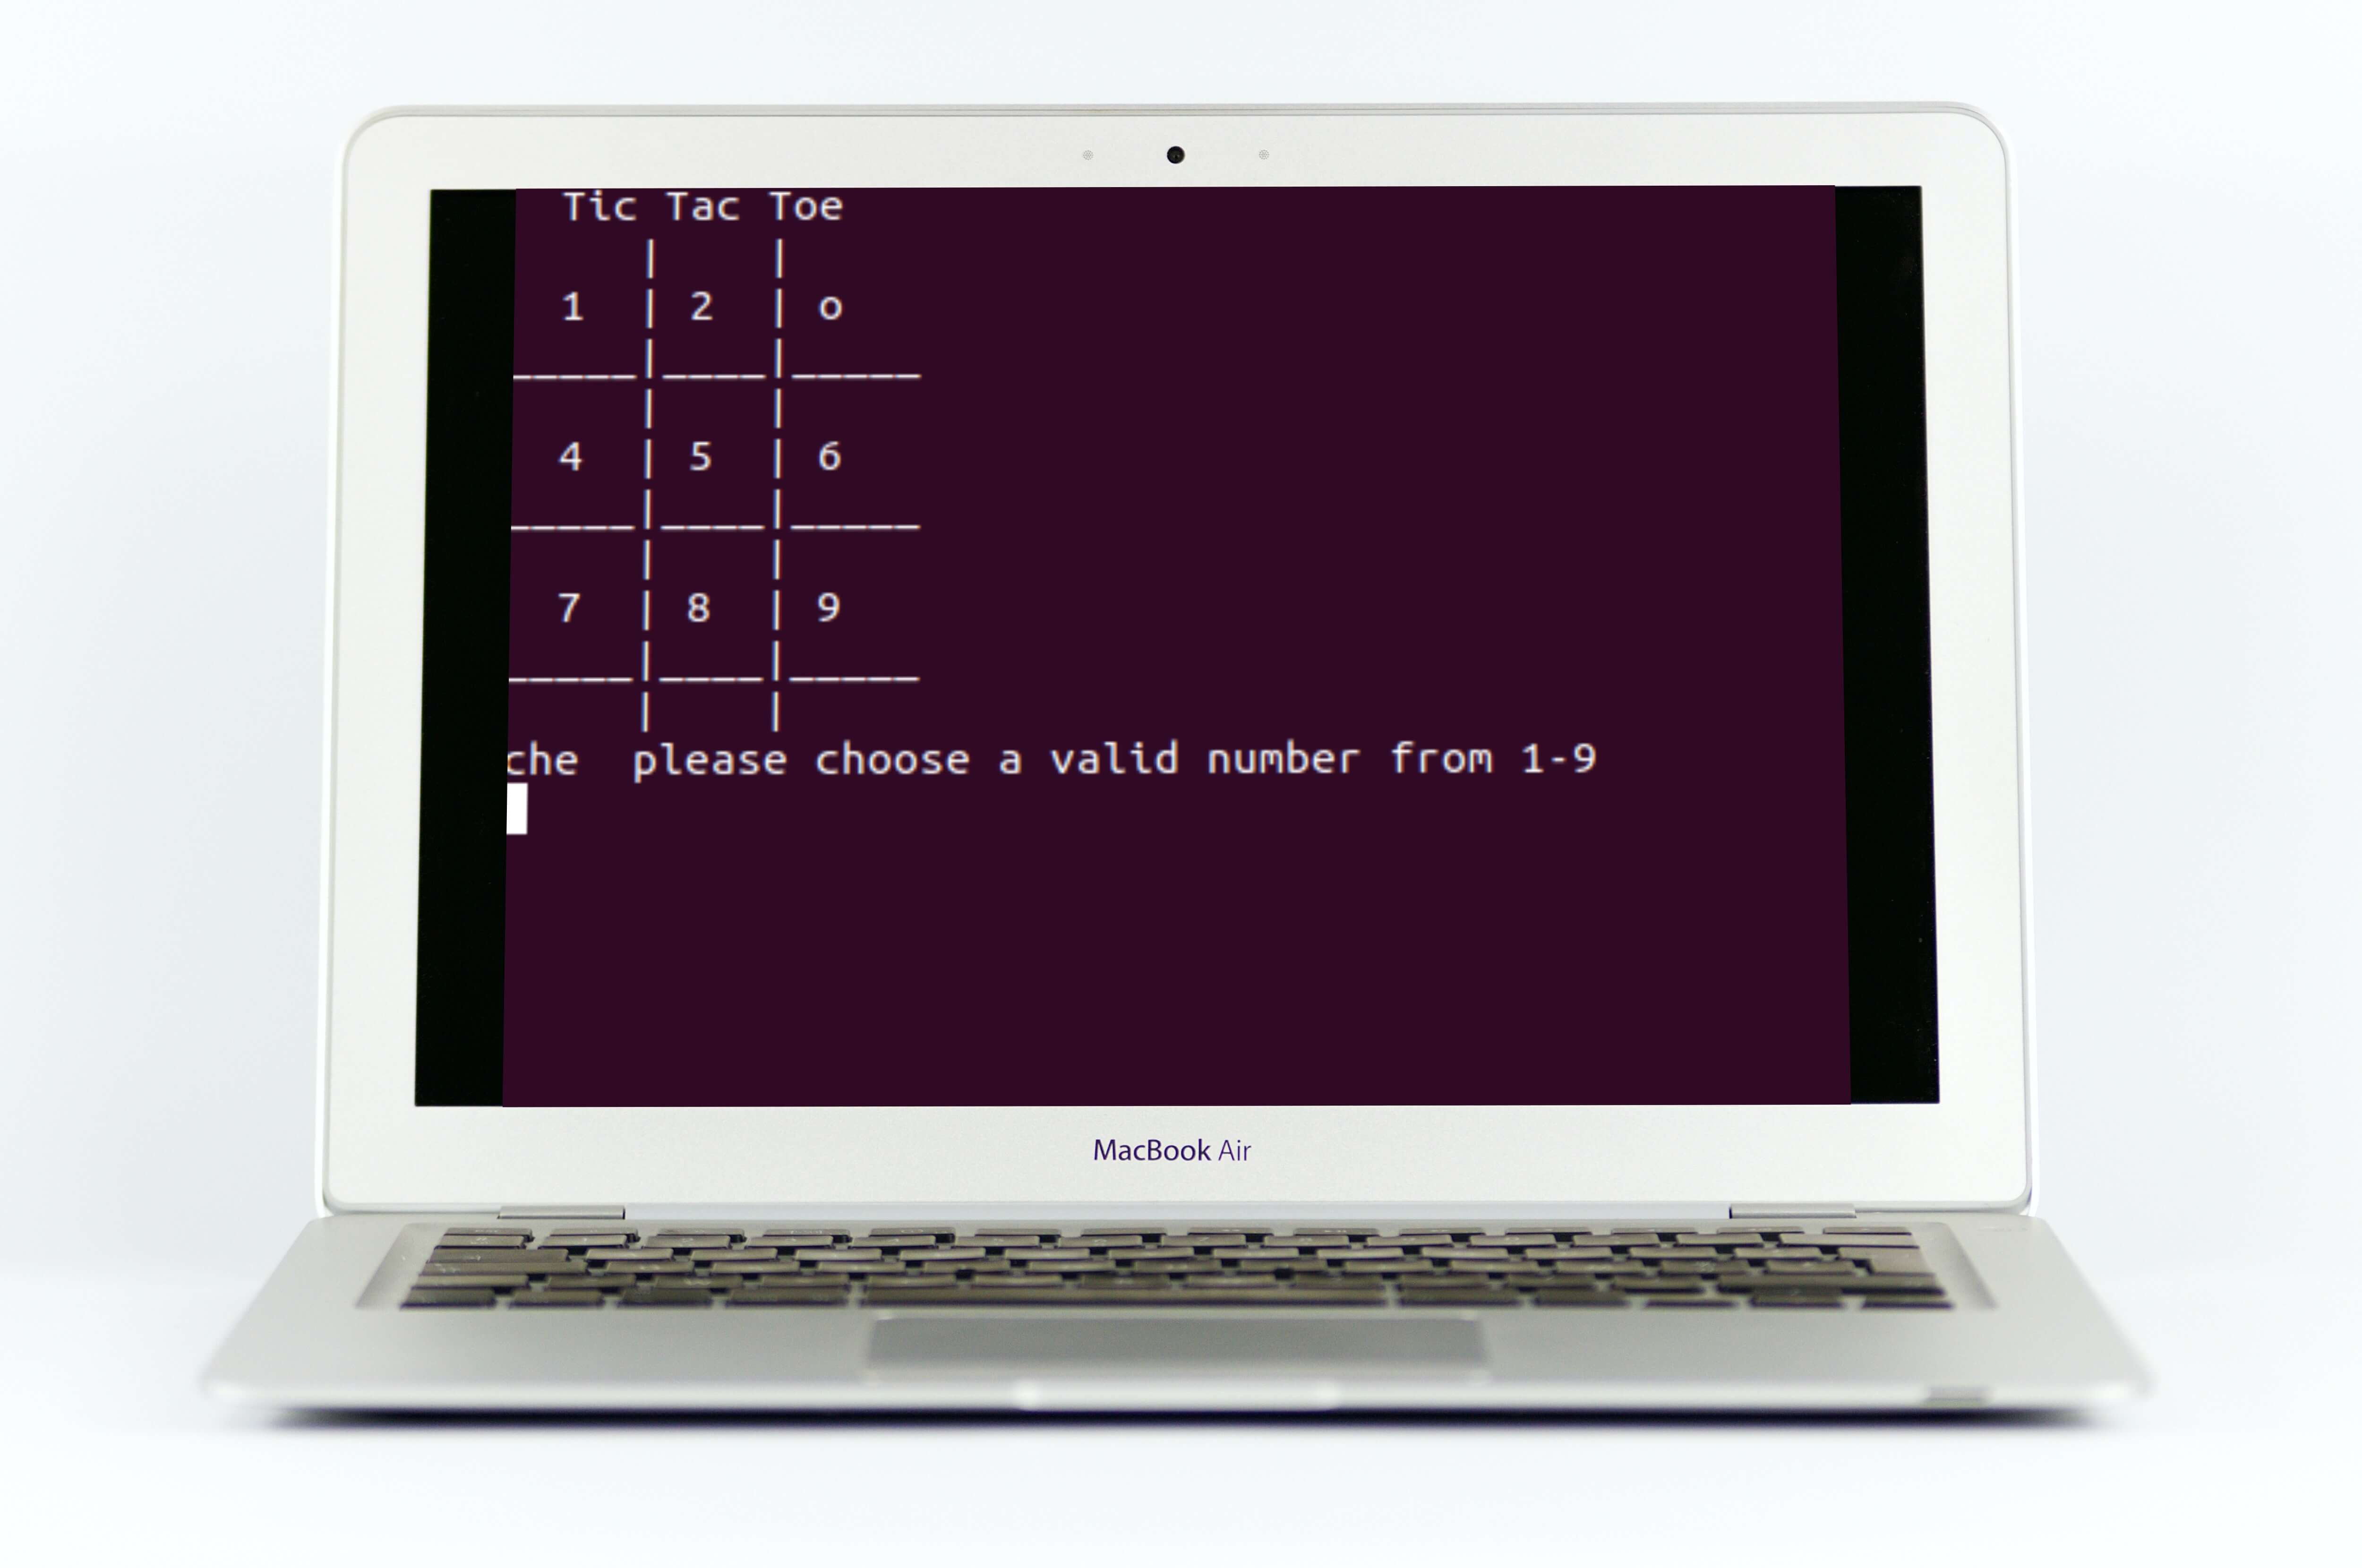 Tic Tac Toe
1 | 2 | o
4 | 5 | 6
7 | 8 | 9
che  please choose a valid number from 1-9
MacBook Air